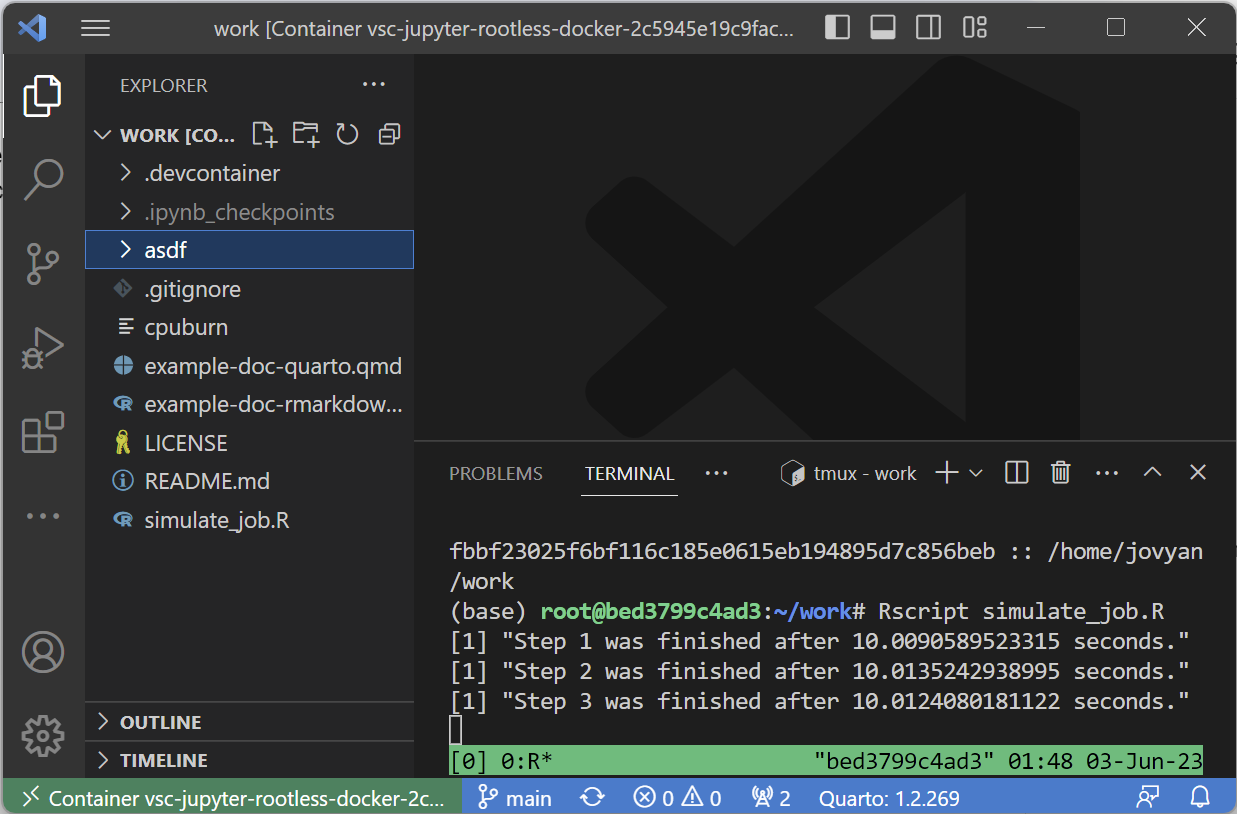 work [Container vsc-jupyter-rootless-docker-2c5945e19c9fac...
EXPLORER
WORK [CO...
.devcontainer
.ipynb_checkpoints
asdf
.gitignore
cpuburn
example-doc-quarto.qmd
example-doc-rmarkdow...
LICENSE
README.md
simulate_job.R
OUTLINE
TIMELINE
PROBLEMS TERMINAL tmux - work
fbbf23025f6bf116c185e0615eb194895d7c856beb :: /home/jovyan
/work
(base) root@bed3799c4ad3:~/work# Rscript simulate_job.R
[1] "Step 1 was finished after 10.0090589523315 seconds."
[1] "Step 2 was finished after 10.0135242938995 seconds."
[1] "Step 3 was finished after 10.0124080181122 seconds."
[0] 0:R* "bed3799c4ad3" 01:48 03-Jun-23
Container vsc-jupyter-rootless-docker-2c... main 0 0 2 Quarto: 1.2.269